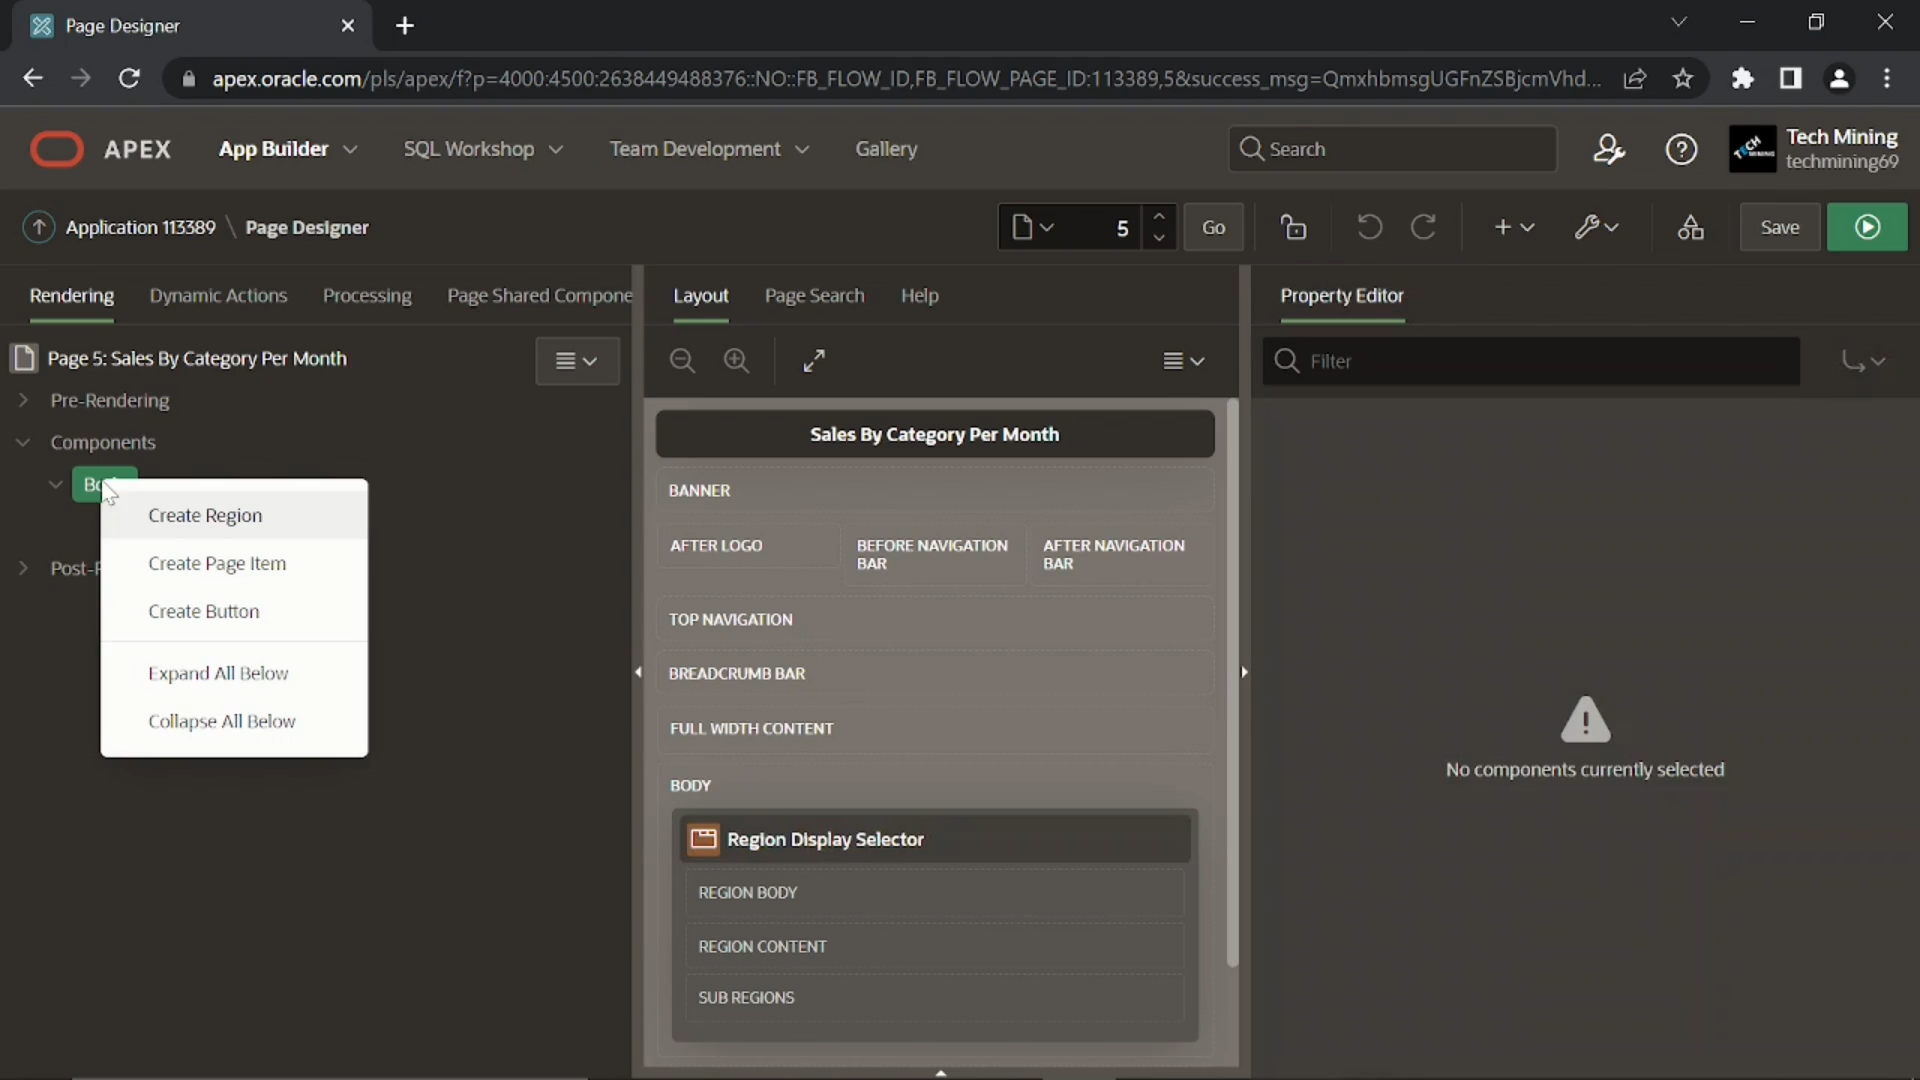 Page Designer
apex.oracle.com/pls/apex/f?p=4000:4500:2638449488376::NO::FB_FLOW_ID,FB_FLOW_PAGE_ID:113389,5&success_msg=QmxhbmsgUGFnZSBjcmVhd...
APEX
App Builder
SQL Workshop
Team Development
Gallery
Search
Tech Mining
techmining69
Application 113389 \ Page Designer
5
Go
Save
Rendering
Dynamic Actions
Processing
Page Shared Compone
Layout
Page Search
Help
Property Editor
Page 5: Sales By Category Per Month
Filter
Pre-Rendering
Components
Create Region
Create Page Item
Create Button
Expand All Below
Collapse All Below
Sales By Category Per Month
BANNER
AFTER LOGO
BEFORE NAVIGATION
BAR
AFTER NAVIGATION
BAR
TOP NAVIGATION
BREADCRUMB BAR
FULL WIDTH CONTENT
BODY
Region Display Selector
REGION BODY
REGION CONTENT
SUB REGIONS
No components currently selected